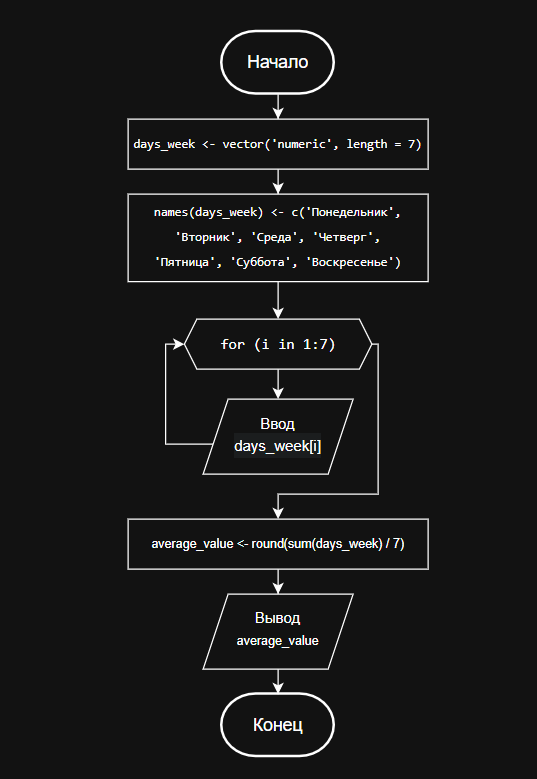 Начало
days_week <- vector('numeric', length = 7)
names(days_week) <- c('Понедельник',
'Вторник', 'Среда', 'Четверг',
'Пятница', 'Суббота', 'Воскресенье')
for (i in 1:7)
Ввод
days_week[i]
average_value <- round(sum(days_week) / 7)
Вывод
average_value
Конец